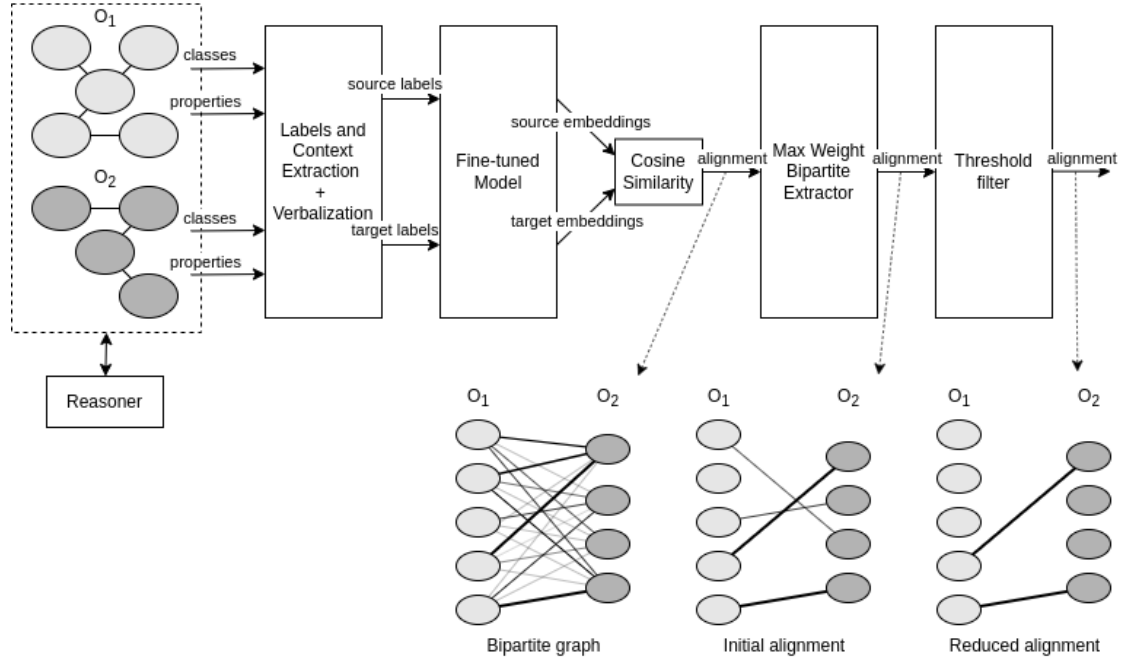 O1
classes
properties
O2
classes
properties
Reasoner
Labels and
Context
Extraction
+
Verbalization
source labels
target labels
Fine-tuned
Model
source embeddings
target embeddings
Cosine
Similarity
alignment
Max Weight
Bipartite
Extractor
alignment
Threshold
filter
alignment
O1
O2
Bipartite graph
O1
O2
Initial alignment
O1
O2
Reduced alignment